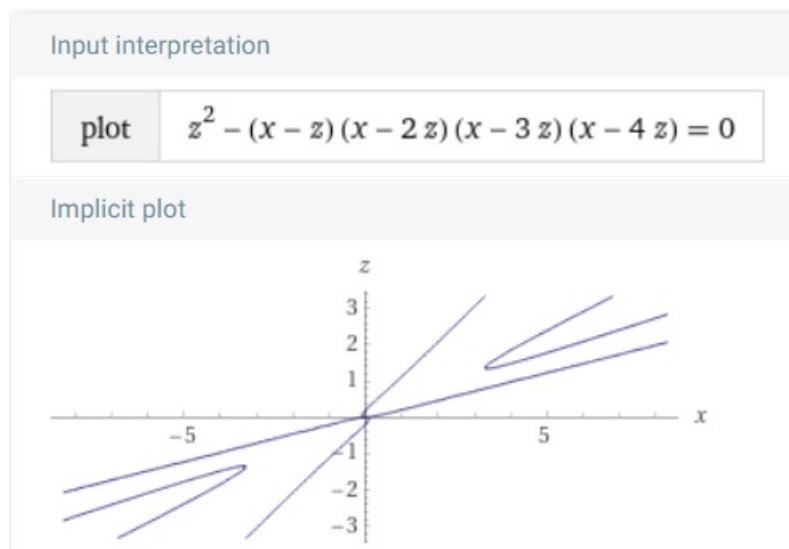 Input interpretation
plot z² – (x – z) (x – 2 z) (x – 3 z) (x – 4 z) = 0
Implicit plot
z
3
2
1
x
-5
5
-1
-2
-3